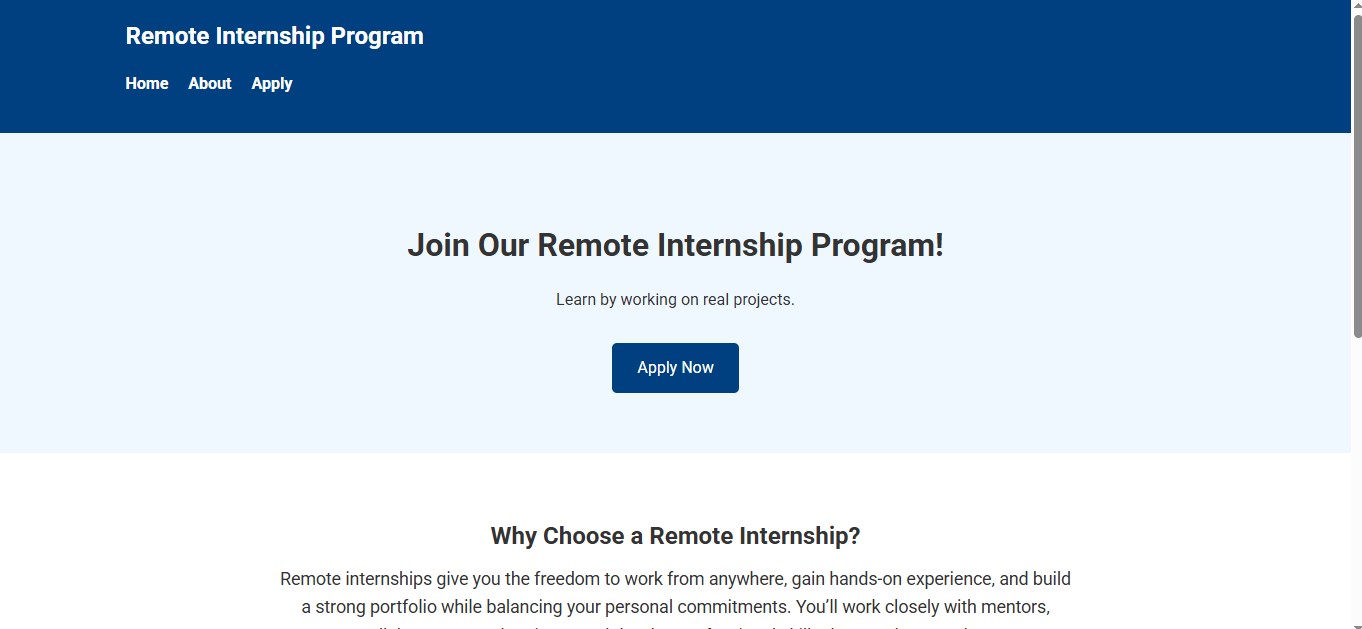 Remote Internship Program
Home About Apply
Join Our Remote Internship Program!
Learn by working on real projects.
Apply Now
Why Choose a Remote Internship?
Remote internships give you the freedom to work from anywhere, gain hands-on experience, and build
a strong portfolio while balancing your personal commitments. You’ll work closely with mentors,